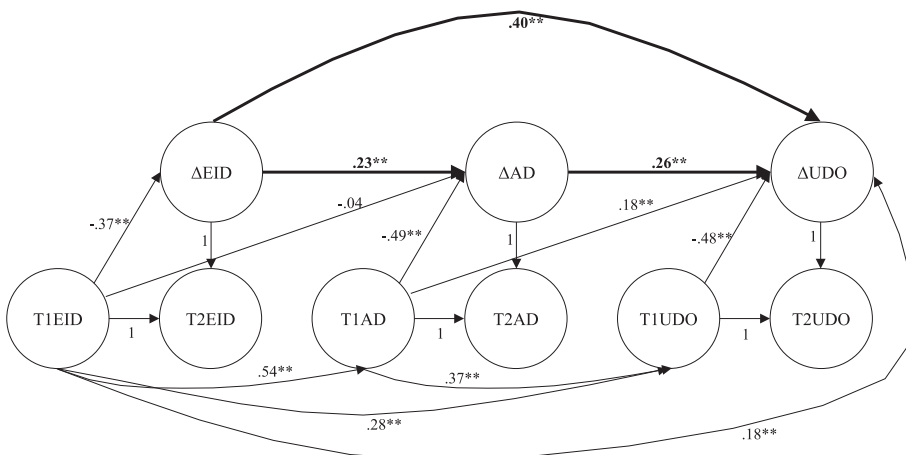 .40**
ΔEID
.23**
ΔAD
.26**
ΔUDO
-.37**
-.04
-.49**
.18**
-.48**
1
1
1
T1EID
1
T2EID
T1AD
1
T2AD
T1UDO
1
T2UDO
.54**
.37**
.28**
.18**